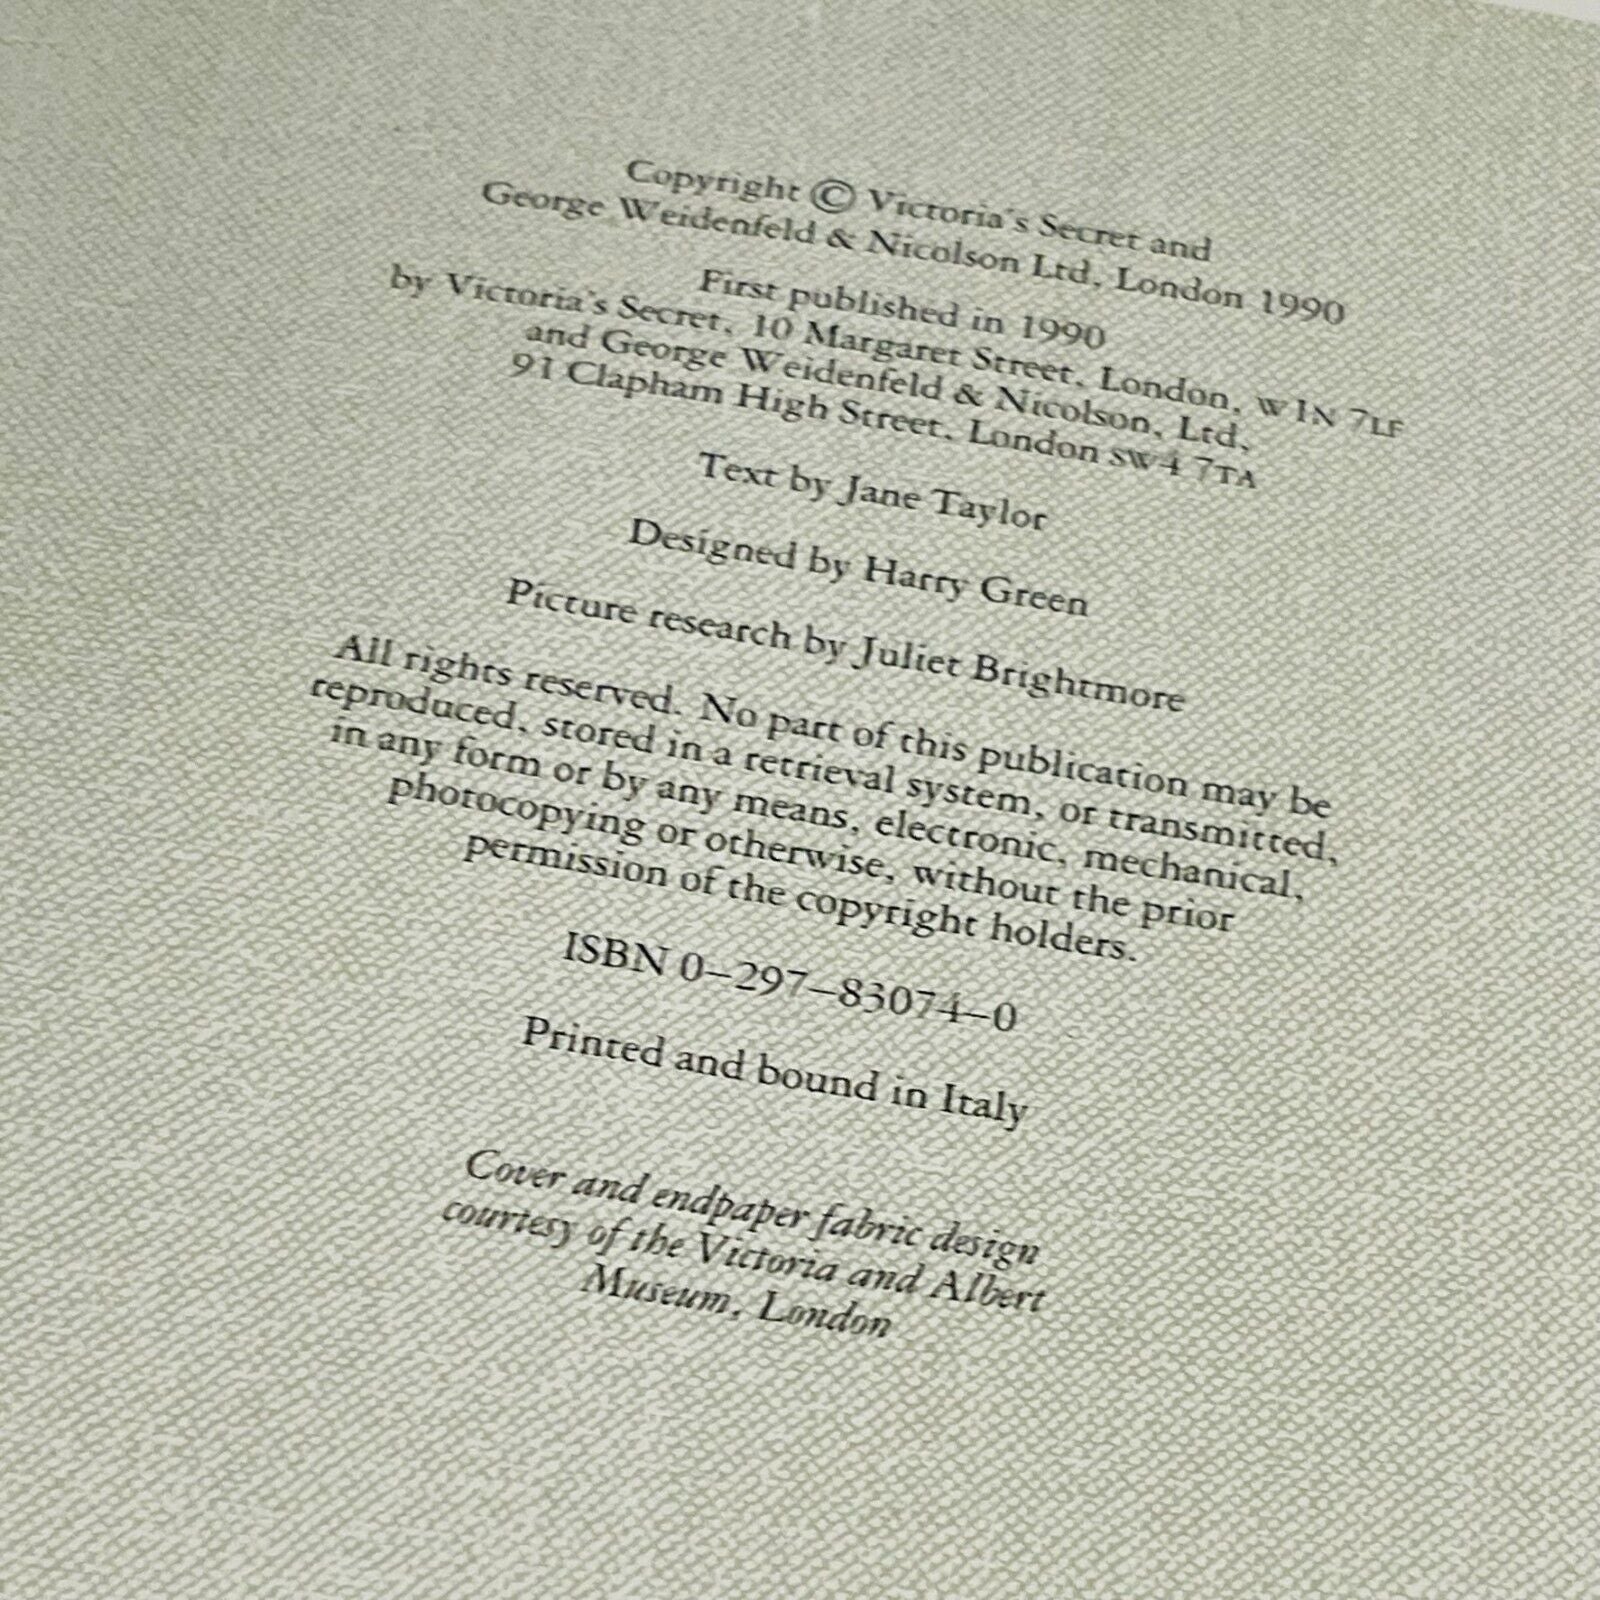 Copyright © Victoria's Secret and
George Weidenfeld & Nicolson Ltd, London 1990
First published in 1990
by Victoria's Secret, 10 Margaret Street, London, W1N 7LF
and George Weidenfeld & Nicolson, Ltd,
91 Clapham High Street, London SW4 7TA
Text by Jane Taylor
Designed by Harry Green
Picture research by Juliet Brightmore
All rights reserved. No part of this publication may be
reproduced, stored in a retrieval system, or transmitted,
in any form or by any means, electronic, mechanical,
photocopying or otherwise, without the prior
permission of the copyright holders.
ISBN 0–297–83074–0
Printed and bound in Italy
Cover and endpaper fabric design
courtesy of the Victoria and Albert
Museum, London